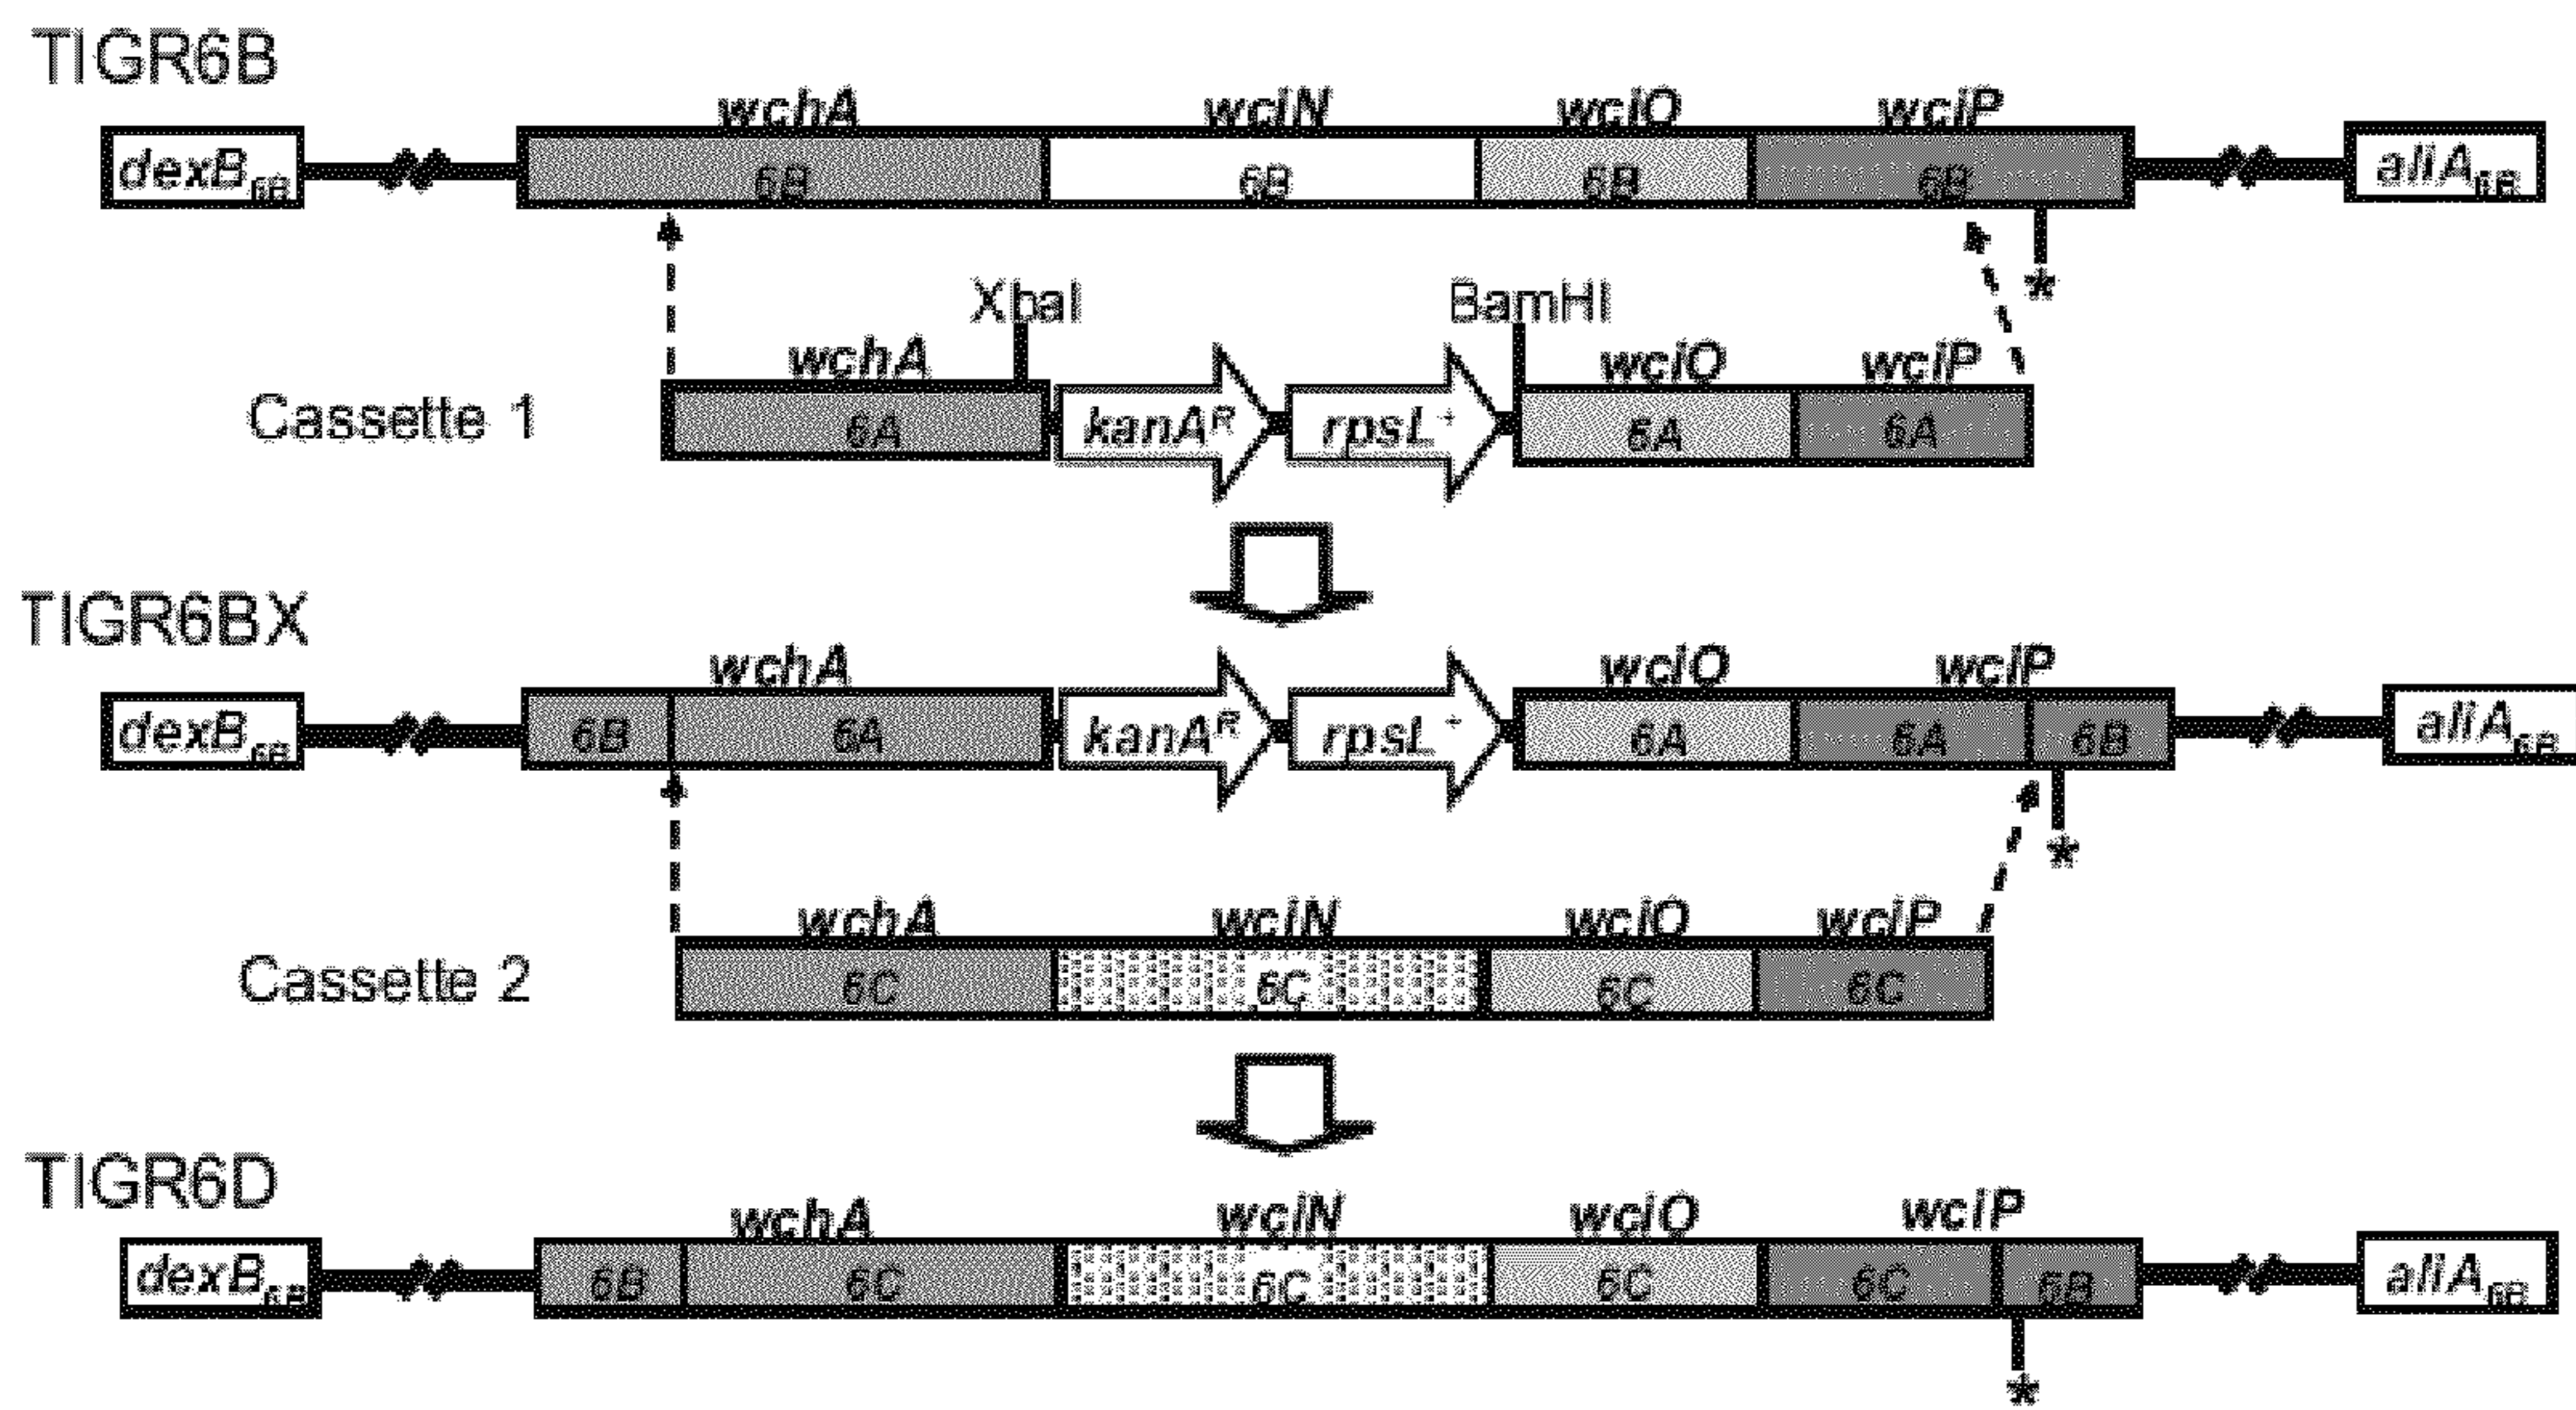 TIGR6B
wchA wciN wciO wciP
dexB6B 6B 6B 6B 6B aliA6B
*
XbaI BamHI
wchA wciO wciP
Cassette 1 6A kanAR rpsL+ 6A 6A
TIGR6BX
wchA wciO wciP
dexB6B 6B 6A kanAR rpsL+ 6A 6A 6B aliA6B
*
wchA wciN wciO wciP
Cassette 2 6C 6C 6C 6C
TIGR6D
wchA wciN wciO wciP
dexB6B 6B 6C 6C 6C 6C 6B aliA6B
*